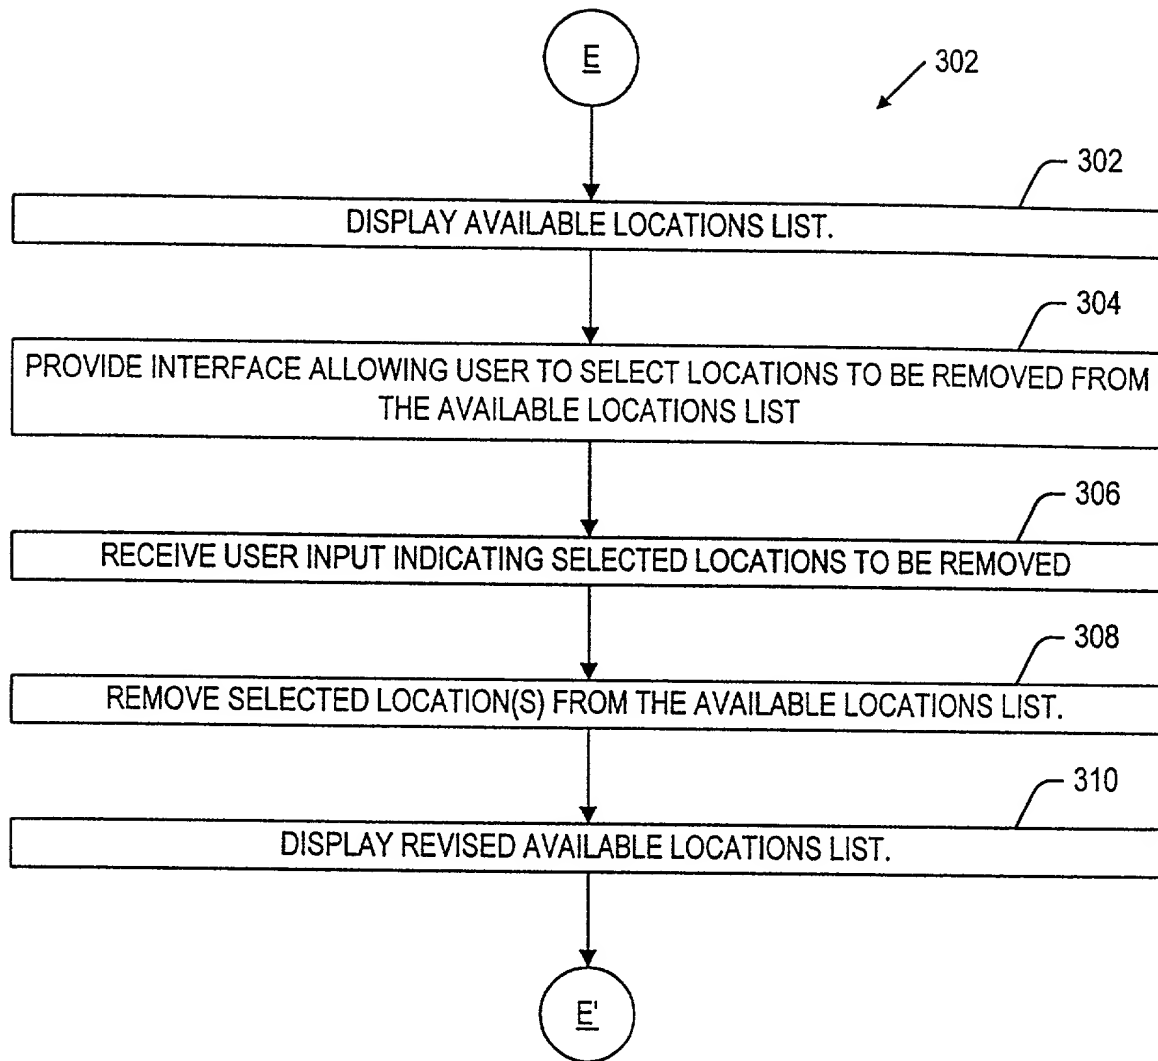 E
302
302
DISPLAY AVAILABLE LOCATIONS LIST.
304
PROVIDE INTERFACE ALLOWING USER TO SELECT LOCATIONS TO BE REMOVED FROM
THE AVAILABLE LOCATIONS LIST
306
RECEIVE USER INPUT INDICATING SELECTED LOCATIONS TO BE REMOVED
308
REMOVE SELECTED LOCATION(S) FROM THE AVAILABLE LOCATIONS LIST.
310
DISPLAY REVISED AVAILABLE LOCATIONS LIST.
E'